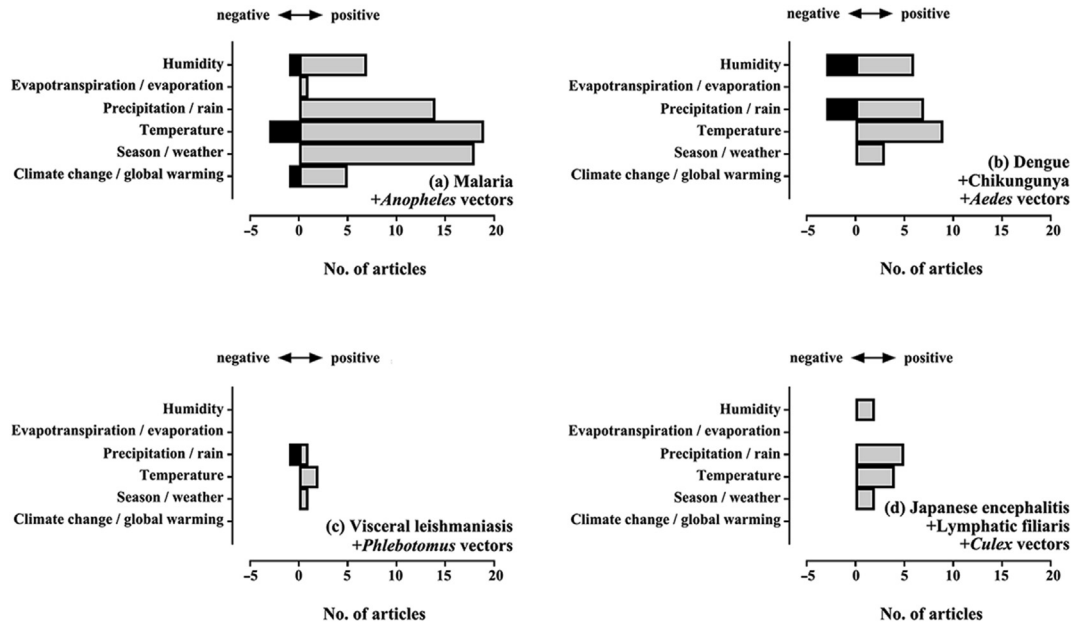 negative positive
Humidity
Evapotranspiration / evaporation
Precipitation / rain
Temperature
Season / weather
Climate change / global warming
(a) Malaria
+Anopheles vectors
−5 0 5 10 15 20
No. of articles
negative positive
Humidity
Evapotranspiration / evaporation
Precipitation / rain
Temperature
Season / weather
Climate change / global warming
(b) Dengue
+Chikungunya
+Aedes vectors
−5 0 5 10 15 20
No. of articles
negative positive
Humidity
Evapotranspiration / evaporation
Precipitation / rain
Temperature
Season / weather
Climate change / global warming
(c) Visceral leishmaniasis
+Phlebotomus vectors
−5 0 5 10 15 20
No. of articles
negative positive
Humidity
Evapotranspiration / evaporation
Precipitation / rain
Temperature
Season / weather
Climate change / global warming
(d) Japanese encephalitis
+Lymphatic filiaris
+Culex vectors
−5 0 5 10 15 20
No. of articles